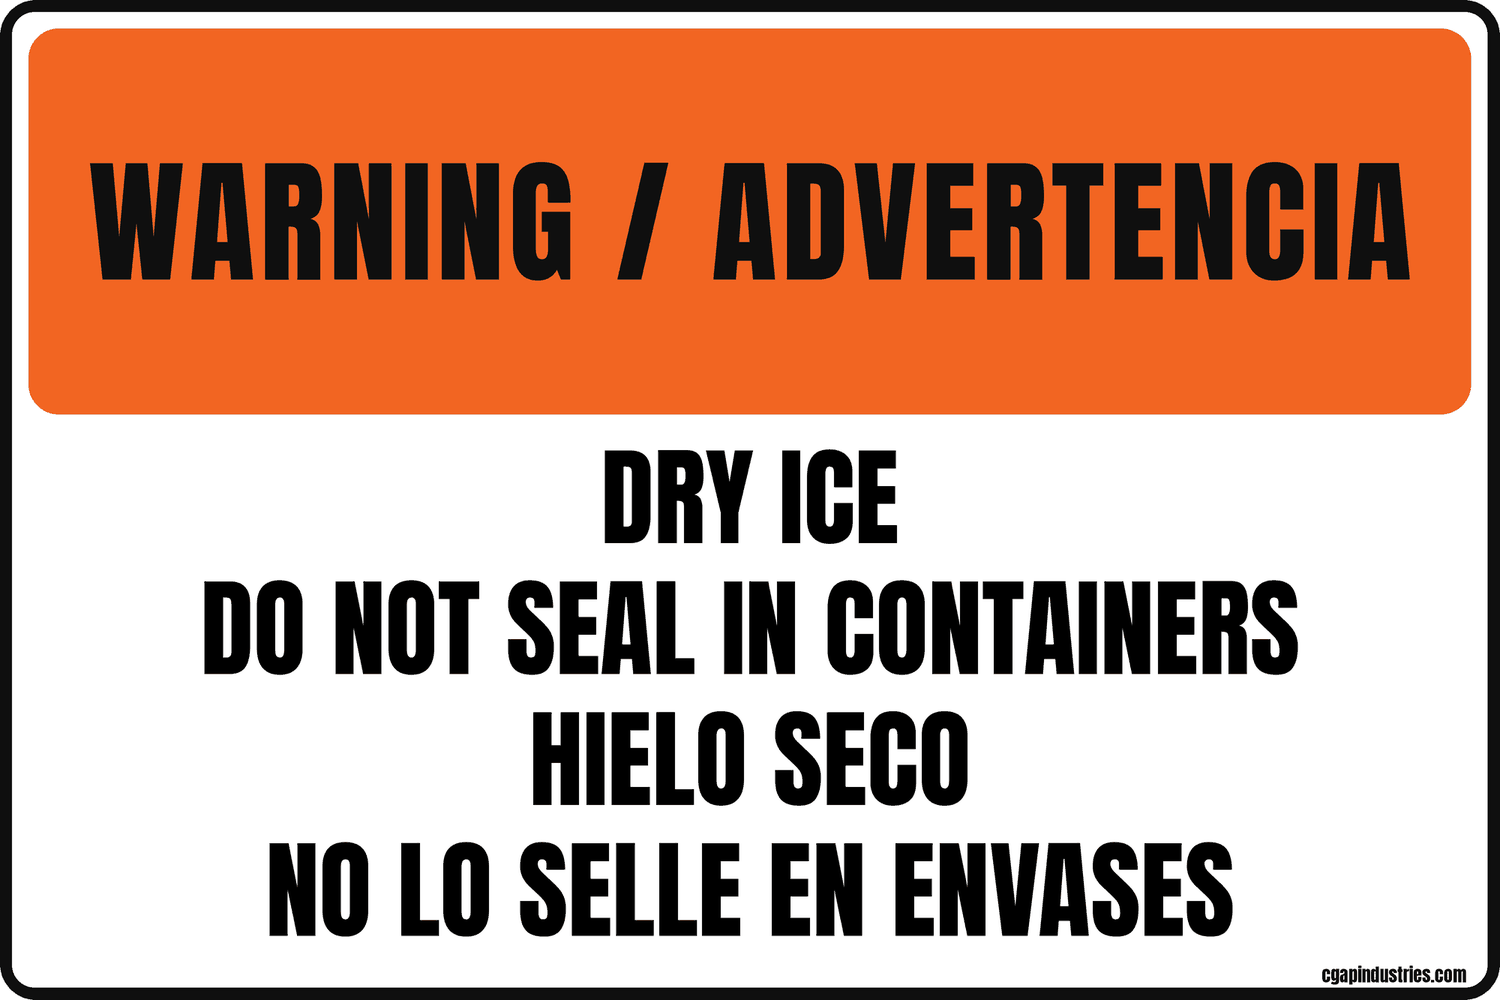 WARNING / ADVERTENCIA
DRY ICE
DO NOT SEAL IN CONTAINERS
HIELO SECO
NO LO SELLE EN ENVASES
cgapindustries.com